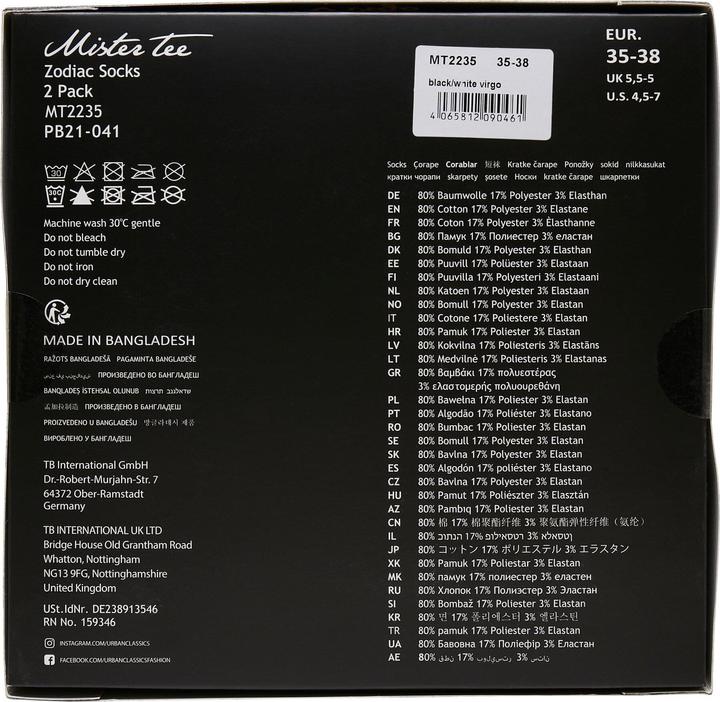 Mister tee
Zodiac Socks
2 Pack
MT2235
PB21-041
30
30°C
Machine wash 30°C gentle
Do not bleach
Do not tumble dry
Do not iron
Do not dry clean
MADE IN BANGLADESH
RAŽOTS BANGLADEŠĀ PAGAMINTA BANGLADEŠE
ПРОИЗВЕДЕНО ВО БАНГЛАДЕШ
BANQLADEŞ İSTEHSAL OLUNUB
孟加拉制造 ПРОИЗВЕДЕНО В БАНГЛАДЕШ
PROIZVEDENO U BANGLADEŠU 방글라데시 제품
ВИРОБЛЕНО У БАНГЛАДЕШ
TB International GmbH
Dr.-Robert-Murjahn-Str. 7
64372 Ober-Ramstadt
Germany
TB INTERNATIONAL UK LTD
Bridge House Old Grantham Road
Whatton, Nottingham
NG13 9FG, Nottinghamshire
United Kingdom
USt.IdNr. DE238913546
RN No. 159346
INSTAGRAM.COM/URBANCLASSICS
FACEBOOK.COM/URBANCLASSICSFASHION
MT2235 35-38
black/white virgo
4 065812 090461
EUR.
35-38
UK 5,5-5
U.S. 4,5-7
Socks Çorape Corablar 短袜 Kratke čarape Ponožky sokid nilkkasukat
кратки чорапи skarpety șosete Носки kratke čarape шкарпетки
DE 80% Baumwolle 17% Polyester 3% Elasthan
EN 80% Cotton 17% Polyester 3% Elastane
FR 80% Coton 17% Polyester 3% Èlasthanne
BG 80% Памук 17% Полиестер 3% еластан
DK 80% Bomuld 17% Polyester 3% Elasthan
EE 80% Puuvill 17% Polüester 3% Elastaan
FI 80% Puuvilla 17% Polyesteri 3% Elastaani
NL 80% Katoen 17% Polyester 3% Elastaan
NO 80% Bomull 17% Polyester 3% Elastan
IT 80% Cotone 17% Poliestere 3% Elastan
HR 80% Pamuk 17% Poliester 3% Elastan
LV 80% Kokvilna 17% Poliesteris 3% Elastāns
LT 80% Medvilnė 17% Poliesteris 3% Elastanas
GR 80% Βαμβάκι 17% πολυεστέρας
3% ελαστομερής πολυουρεθάνη
PL 80% Bawełna 17% Poliester 3% Elastan
PT 80% Algodão 17% Poliéster 3% Elastano
RO 80% Bumbac 17% Poliester 3% Elastan
SE 80% Bomull 17% Polyester 3% Elastan
SK 80% Bavlna 17% Polyester 3% Elastan
ES 80% Algodón 17% poliéster 3% Elastano
CZ 80% Bavlna 17% Polyester 3% Elastan
HU 80% Pamut 17% Poliészter 3% Elasztán
AZ 80% Pambıq 17% Poliester 3% Elastan
CN 80% 棉 17% 棉聚酯纤维 3% 聚氨酯弹性纤维（氨纶）
IL 80% כותנה 17% פוליאסטר 3% אלאסטן
JP 80% コットン 17% ポリエステル 3% エラスタン
XK 80% Pamuk 17% Poliestar 3% Elastan
MK 80% памук 17% полиестер 3% еластен
RU 80% Хлопок 17% Полиэстер 3% Эластан
SI 80% Bombaž 17% Poliester 3% Elastan
KR 80% 면 17% 폴리에스터 3% 엘라스틴
TR 80% pamuk 17% Poliester 3% Elastan
UA 80% Бавовна 17% Поліефір 3% Еластан
AE 80% قطن 17% بوليستر 3%